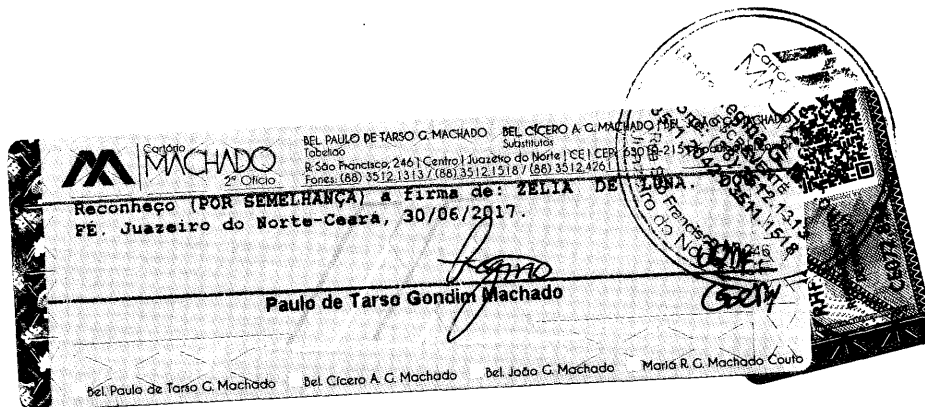 Cartório
MACHADO
2º Ofício
BEL. PAULO DE TARSO G. MACHADO BEL. CÍCERO A. G. MACHADO
Tabelião Substitutos
R. São Francisco, 246 | Centro | Juazeiro do Norte | CE | CEP:
Fones: (88) 3512.1313 / (88) 3512.1518 / (88) 3512.4261
Reconheço (POR SEMELHANÇA) a firma de: ZELIA DE LUNA. DOU
FE. Juazeiro do Norte-Ceara, 30/06/2017.
Paulo de Tarso Gondim Machado
Bel. Paulo de Tarso G. Machado Bel. Cícero A. G. Machado Bel. João G. Machado Maria R. G. Machado Couto